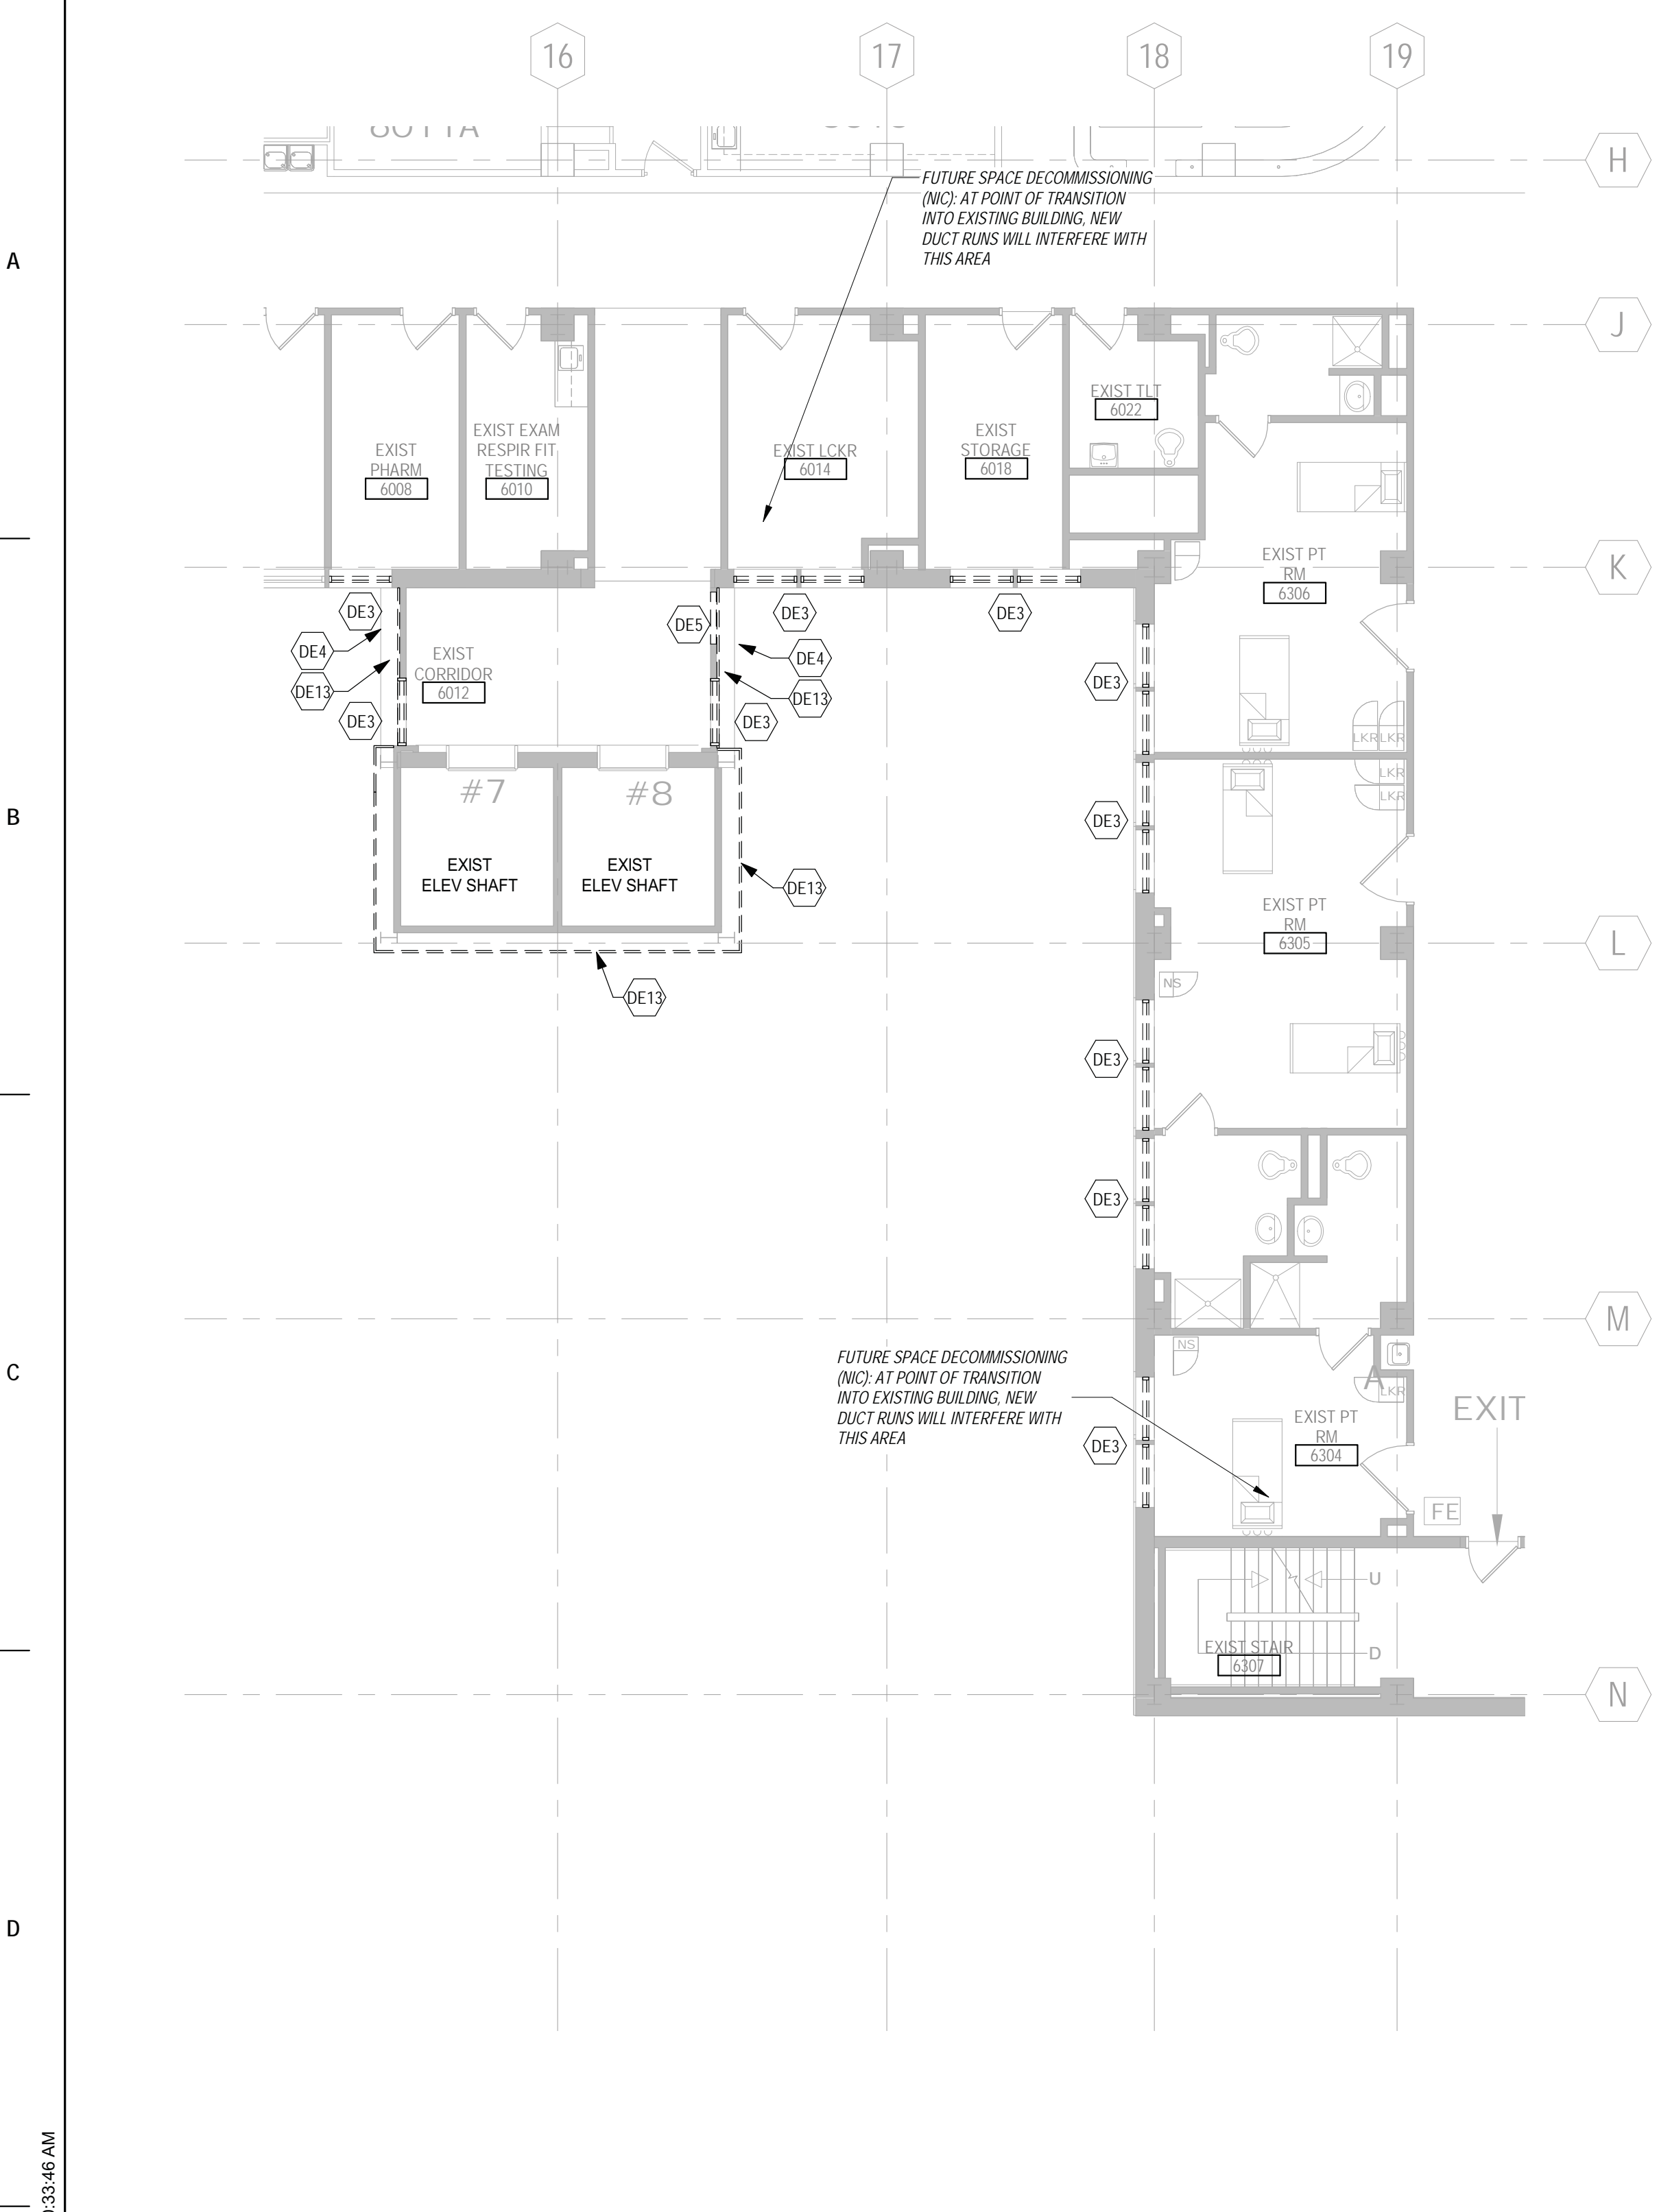 16
17
18
19
H
A
FUTURE SPACE DECOMMISSIONING
(NIC): AT POINT OF TRANSITION
INTO EXISTING BUILDING, NEW
DUCT RUNS WILL INTERFERE WITH
THIS AREA
J
EXIST
PHARM
6008
EXIST EXAM
RESPIR FIT
TESTING
6010
EXIST LCKR
6014
EXIST
STORAGE
6018
EXIST TLT
6022
K
EXIST PT
RM
6306
DE3
DE4
DE13
DE3
EXIST
CORRIDOR
6012
DE5
DE3
DE4
DE13
DE3
DE3
DE3
LKR
LKR
LKR
LKR
B
#7
#8
EXIST
ELEV SHAFT
EXIST
ELEV SHAFT
DE13
DE13
DE3
EXIST PT
RM
6305
L
NS
DE3
DE3
M
C
FUTURE SPACE DECOMMISSIONING
(NIC): AT POINT OF TRANSITION
INTO EXISTING BUILDING, NEW
DUCT RUNS WILL INTERFERE WITH
THIS AREA
NS
A
LKR
EXIT
DE3
EXIST PT
RM
6304
FE
U
D
EXIST STAIR
6307
N
D
:33:46 AM